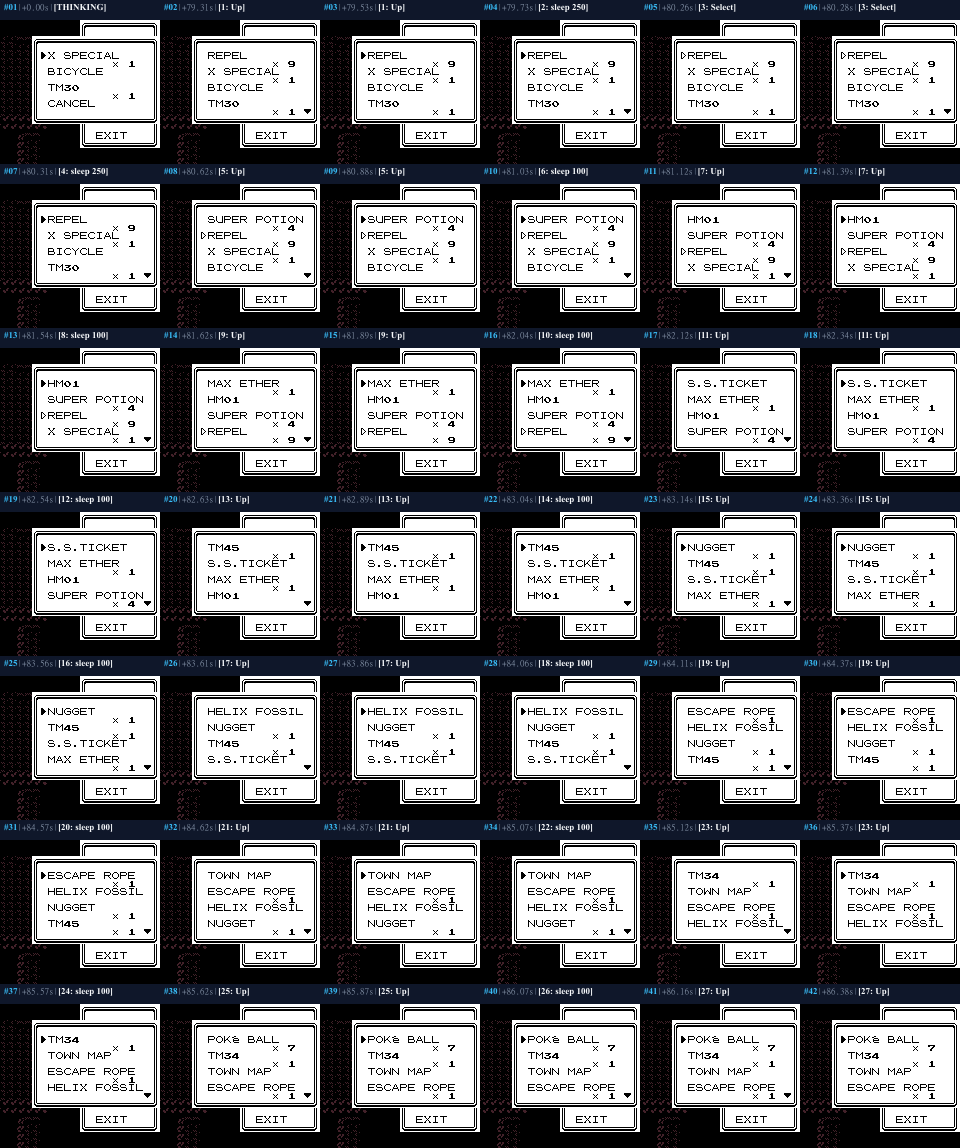 #01|+0.00s|[THINKING]
▶X SPECIAL
× 1
BICYCLE
TM30
× 1
CANCEL
EXIT
#02|+79.31s|[1: Up]
REPEL
× 9
X SPECIAL
× 1
BICYCLE
TM30
× 1▼
EXIT
#03|+79.53s|[1: Up]
▶REPEL
× 9
X SPECIAL
× 1
BICYCLE
TM30
× 1▼
EXIT
#04|+79.73s|[2: sleep 250]
▶REPEL
× 9
X SPECIAL
× 1
BICYCLE
TM30
× 1▼
EXIT
#05|+80.26s|[3: Select]
▷REPEL
× 9
X SPECIAL
× 1
BICYCLE
TM30
× 1
EXIT
#06|+80.28s|[3: Select]
▷REPEL
× 9
X SPECIAL
× 1
BICYCLE
TM30
× 1▼
EXIT
#07|+80.31s|[4: sleep 250]
▶REPEL
× 9
X SPECIAL
× 1
BICYCLE
TM30
× 1▼
EXIT
#08|+80.62s|[5: Up]
SUPER POTION
× 4
▷REPEL
× 9
X SPECIAL
× 1
BICYCLE
▼
EXIT
#09|+80.88s|[5: Up]
▶SUPER POTION
× 4
▷REPEL
× 9
X SPECIAL
× 1
BICYCLE
EXIT
#10|+81.03s|[6: sleep 100]
▶SUPER POTION
× 4
▷REPEL
× 9
X SPECIAL
× 1
BICYCLE
▼
EXIT
#11|+81.12s|[7: Up]
HM01
SUPER POTION
× 4
▷REPEL
× 9
X SPECIAL
× 1▼
EXIT
#12|+81.39s|[7: Up]
▶HM01
SUPER POTION
× 4
▷REPEL
× 9
X SPECIAL
× 1
EXIT
#13|+81.54s|[8: sleep 100]
▶HM01
SUPER POTION
× 4
▷REPEL
× 9
X SPECIAL
× 1▼
EXIT
#14|+81.62s|[9: Up]
MAX ETHER
× 1
HM01
SUPER POTION
× 4
▷REPEL
× 9▼
EXIT
#15|+81.89s|[9: Up]
▶MAX ETHER
× 1
HM01
SUPER POTION
× 4
▷REPEL
× 9
EXIT
#16|+82.04s|[10: sleep 100]
▶MAX ETHER
× 1
HM01
SUPER POTION
× 4
▷REPEL
× 9▼
EXIT
#17|+82.12s|[11: Up]
S.S.TICKET
MAX ETHER
× 1
HM01
SUPER POTION
× 4▼
EXIT
#18|+82.34s|[11: Up]
▶S.S.TICKET
MAX ETHER
× 1
HM01
SUPER POTION
× 4
EXIT
#19|+82.54s|[12: sleep 100]
▶S.S.TICKET
MAX ETHER
× 1
HM01
SUPER POTION
× 4▼
EXIT
#20|+82.63s|[13: Up]
TM45
× 1
S.S.TICKET
MAX ETHER
× 1
HM01
▼
EXIT
#21|+82.89s|[13: Up]
▶TM45
× 1
S.S.TICKET
MAX ETHER
× 1
HM01
EXIT
#22|+83.04s|[14: sleep 100]
▶TM45
× 1
S.S.TICKET
MAX ETHER
× 1
HM01
▼
EXIT
#23|+83.14s|[15: Up]
▶NUGGET
× 1
TM45
× 1
S.S.TICKET
MAX ETHER
× 1▼
EXIT
#24|+83.36s|[15: Up]
▶NUGGET
× 1
TM45
× 1
S.S.TICKET
MAX ETHER
× 1
EXIT
#25|+83.56s|[16: sleep 100]
▶NUGGET
× 1
TM45
× 1
S.S.TICKET
MAX ETHER
× 1▼
EXIT
#26|+83.61s|[17: Up]
HELIX FOSSIL
NUGGET
× 1
TM45
× 1
S.S.TICKET
▼
EXIT
#27|+83.86s|[17: Up]
▶HELIX FOSSIL
NUGGET
× 1
TM45
× 1
S.S.TICKET
EXIT
#28|+84.06s|[18: sleep 100]
▶HELIX FOSSIL
NUGGET
× 1
TM45
× 1
S.S.TICKET
▼
EXIT
#29|+84.11s|[19: Up]
ESCAPE ROPE
× 1
HELIX FOSSIL
NUGGET
× 1
TM45
× 1▼
EXIT
#30|+84.37s|[19: Up]
▶ESCAPE ROPE
× 1
HELIX FOSSIL
NUGGET
× 1
TM45
× 1
EXIT
#31|+84.57s|[20: sleep 100]
▶ESCAPE ROPE
× 1
HELIX FOSSIL
NUGGET
× 1
TM45
× 1▼
EXIT
#32|+84.62s|[21: Up]
TOWN MAP
ESCAPE ROPE
× 1
HELIX FOSSIL
NUGGET
× 1▼
EXIT
#33|+84.87s|[21: Up]
▶TOWN MAP
ESCAPE ROPE
× 1
HELIX FOSSIL
NUGGET
× 1
EXIT
#34|+85.07s|[22: sleep 100]
▶TOWN MAP
ESCAPE ROPE
× 1
HELIX FOSSIL
NUGGET
× 1▼
EXIT
#35|+85.12s|[23: Up]
TM34
× 1
TOWN MAP
ESCAPE ROPE
× 1
HELIX FOSSIL
▼
EXIT
#36|+85.37s|[23: Up]
▶TM34
× 1
TOWN MAP
ESCAPE ROPE
× 1
HELIX FOSSIL
EXIT
#37|+85.57s|[24: sleep 100]
▶TM34
× 1
TOWN MAP
ESCAPE ROPE
× 1
HELIX FOSSIL
▼
EXIT
#38|+85.62s|[25: Up]
POKé BALL
× 7
TM34
× 1
TOWN MAP
ESCAPE ROPE
× 1▼
EXIT
#39|+85.87s|[25: Up]
▶POKé BALL
× 7
TM34
× 1
TOWN MAP
ESCAPE ROPE
× 1
EXIT
#40|+86.07s|[26: sleep 100]
▶POKé BALL
× 7
TM34
× 1
TOWN MAP
ESCAPE ROPE
× 1▼
EXIT
#41|+86.16s|[27: Up]
▶POKé BALL
× 7
TM34
× 1
TOWN MAP
ESCAPE ROPE
× 1
EXIT
#42|+86.38s|[27: Up]
▶POKé BALL
× 7
TM34
× 1
TOWN MAP
ESCAPE ROPE
× 1
EXIT